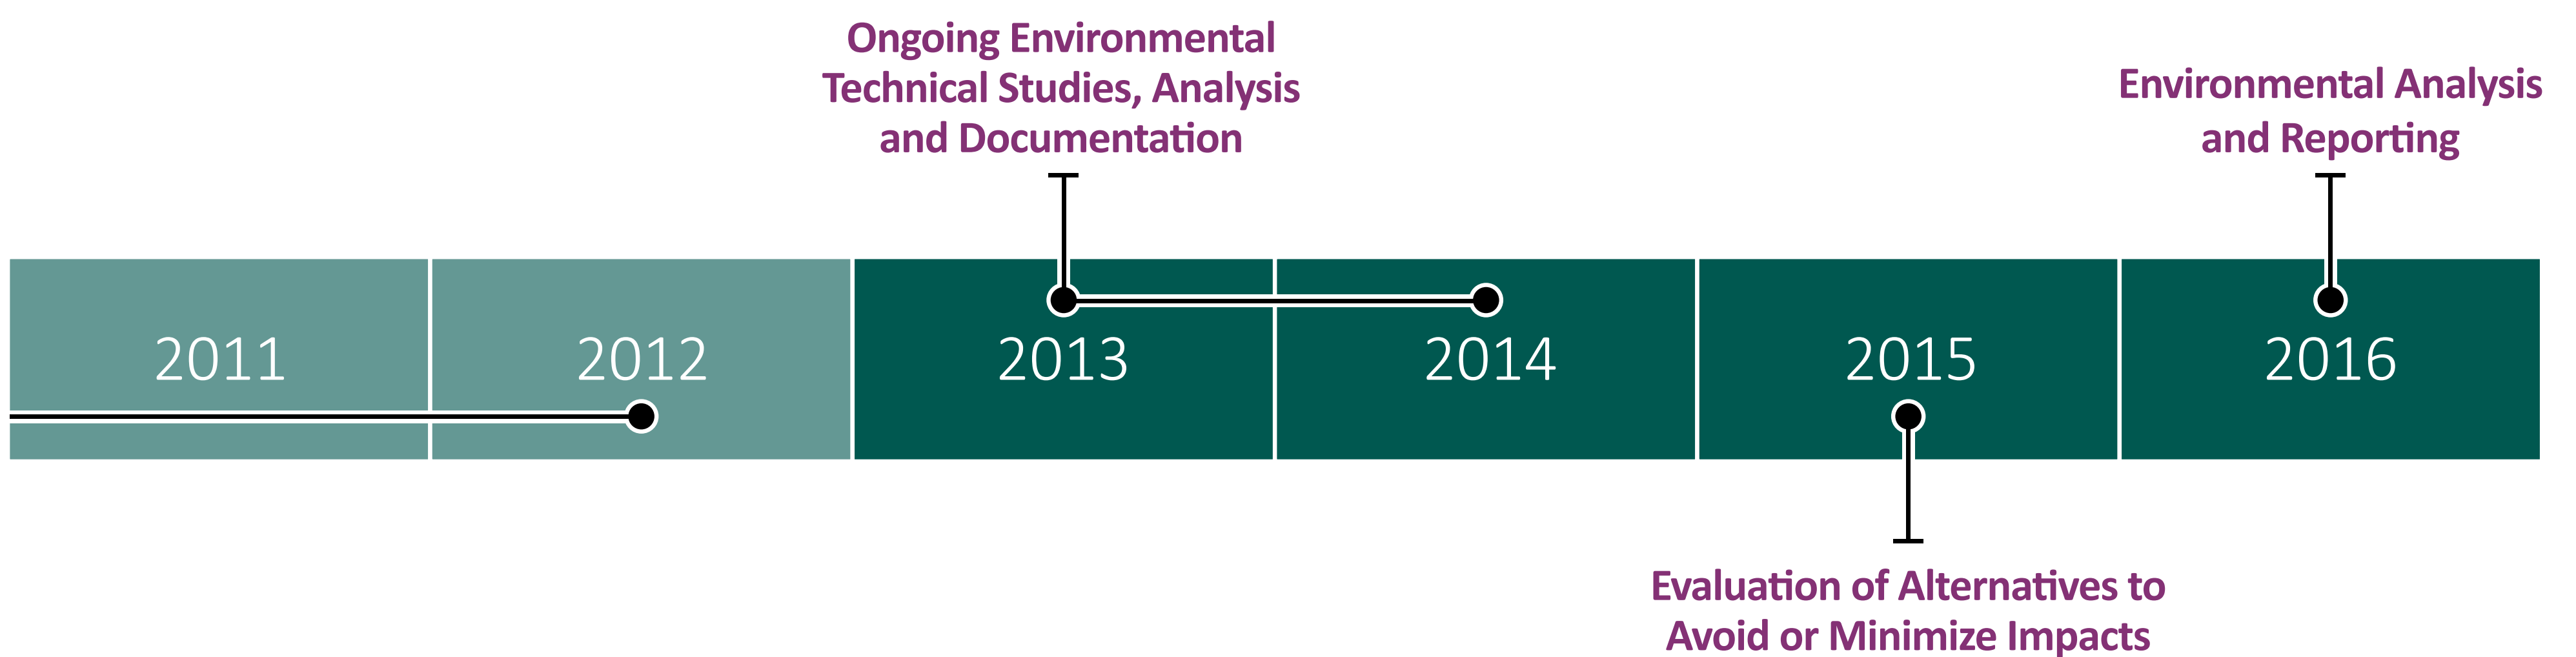 Ongoing Environmental
Technical Studies, Analysis
and Documentation
Environmental Analysis
and Reporting
2011
2012
2013
2014
2015
2016
Evaluation of Alternatives to
Avoid or Minimize Impacts